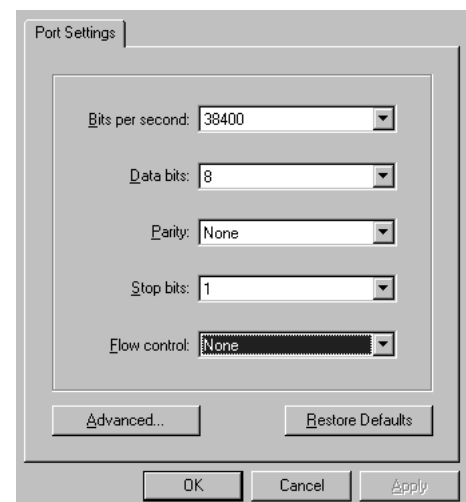 Port Settings
Bits per second: 38400
Data bits: 8
Parity: None
Stop bits: 1
Flow control: None
Advanced... Restore Defaults
OK Cancel Apply